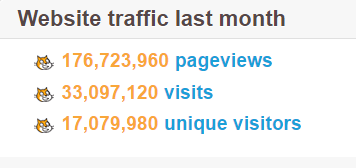 Website traffic last month
176,723,960 pageviews
33,097,120 visits
17,079,980 unique visitors